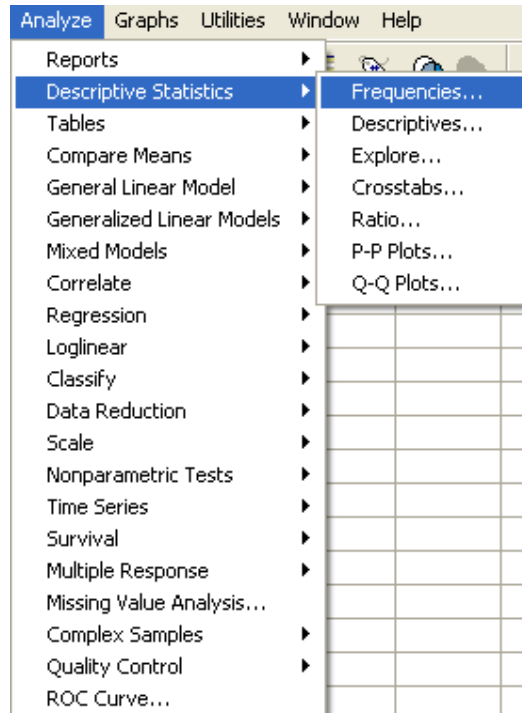 Analyze Graphs Utilities Window Help
Reports
Descriptive Statistics
Tables
Compare Means
General Linear Model
Generalized Linear Models
Mixed Models
Correlate
Regression
Loglinear
Classify
Data Reduction
Scale
Nonparametric Tests
Time Series
Survival
Multiple Response
Missing Value Analysis...
Complex Samples
Quality Control
ROC Curve...
Frequencies...
Descriptives...
Explore...
Crosstabs...
Ratio...
P-P Plots...
Q-Q Plots...